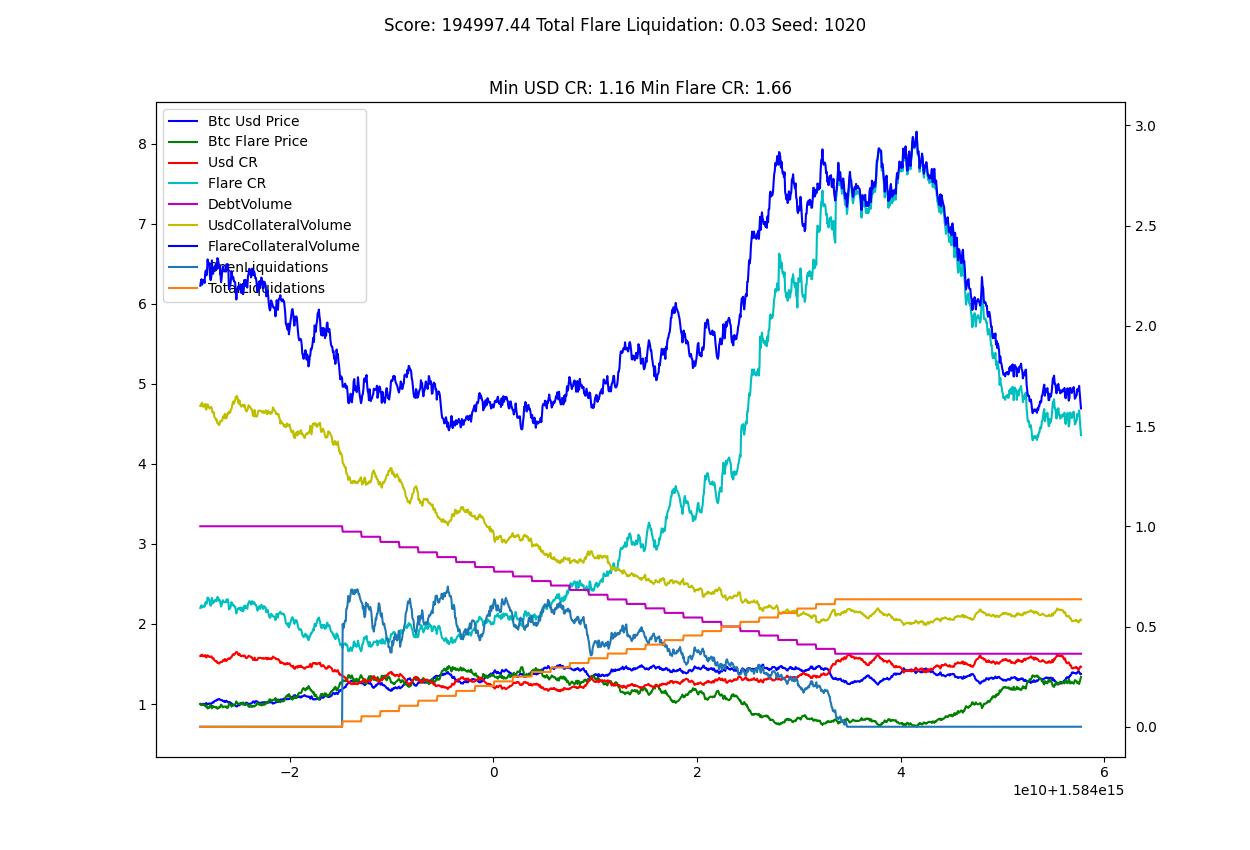 Score: 194997.44 Total Flare Liquidation: 0.03 Seed: 1020
Min USD CR: 1.16 Min Flare CR: 1.66
Btc Usd Price
Btc Flare Price
Usd CR
Flare CR
DebtVolume
UsdCollateralVolume
FlareCollateralVolume
OpenLiquidations
TotalLiquidations
8
7
6
5
4
3
2
1
3.0
2.5
2.0
1.5
1.0
0.5
0.0
−2
0
2
4
6
1e10+1.584e15